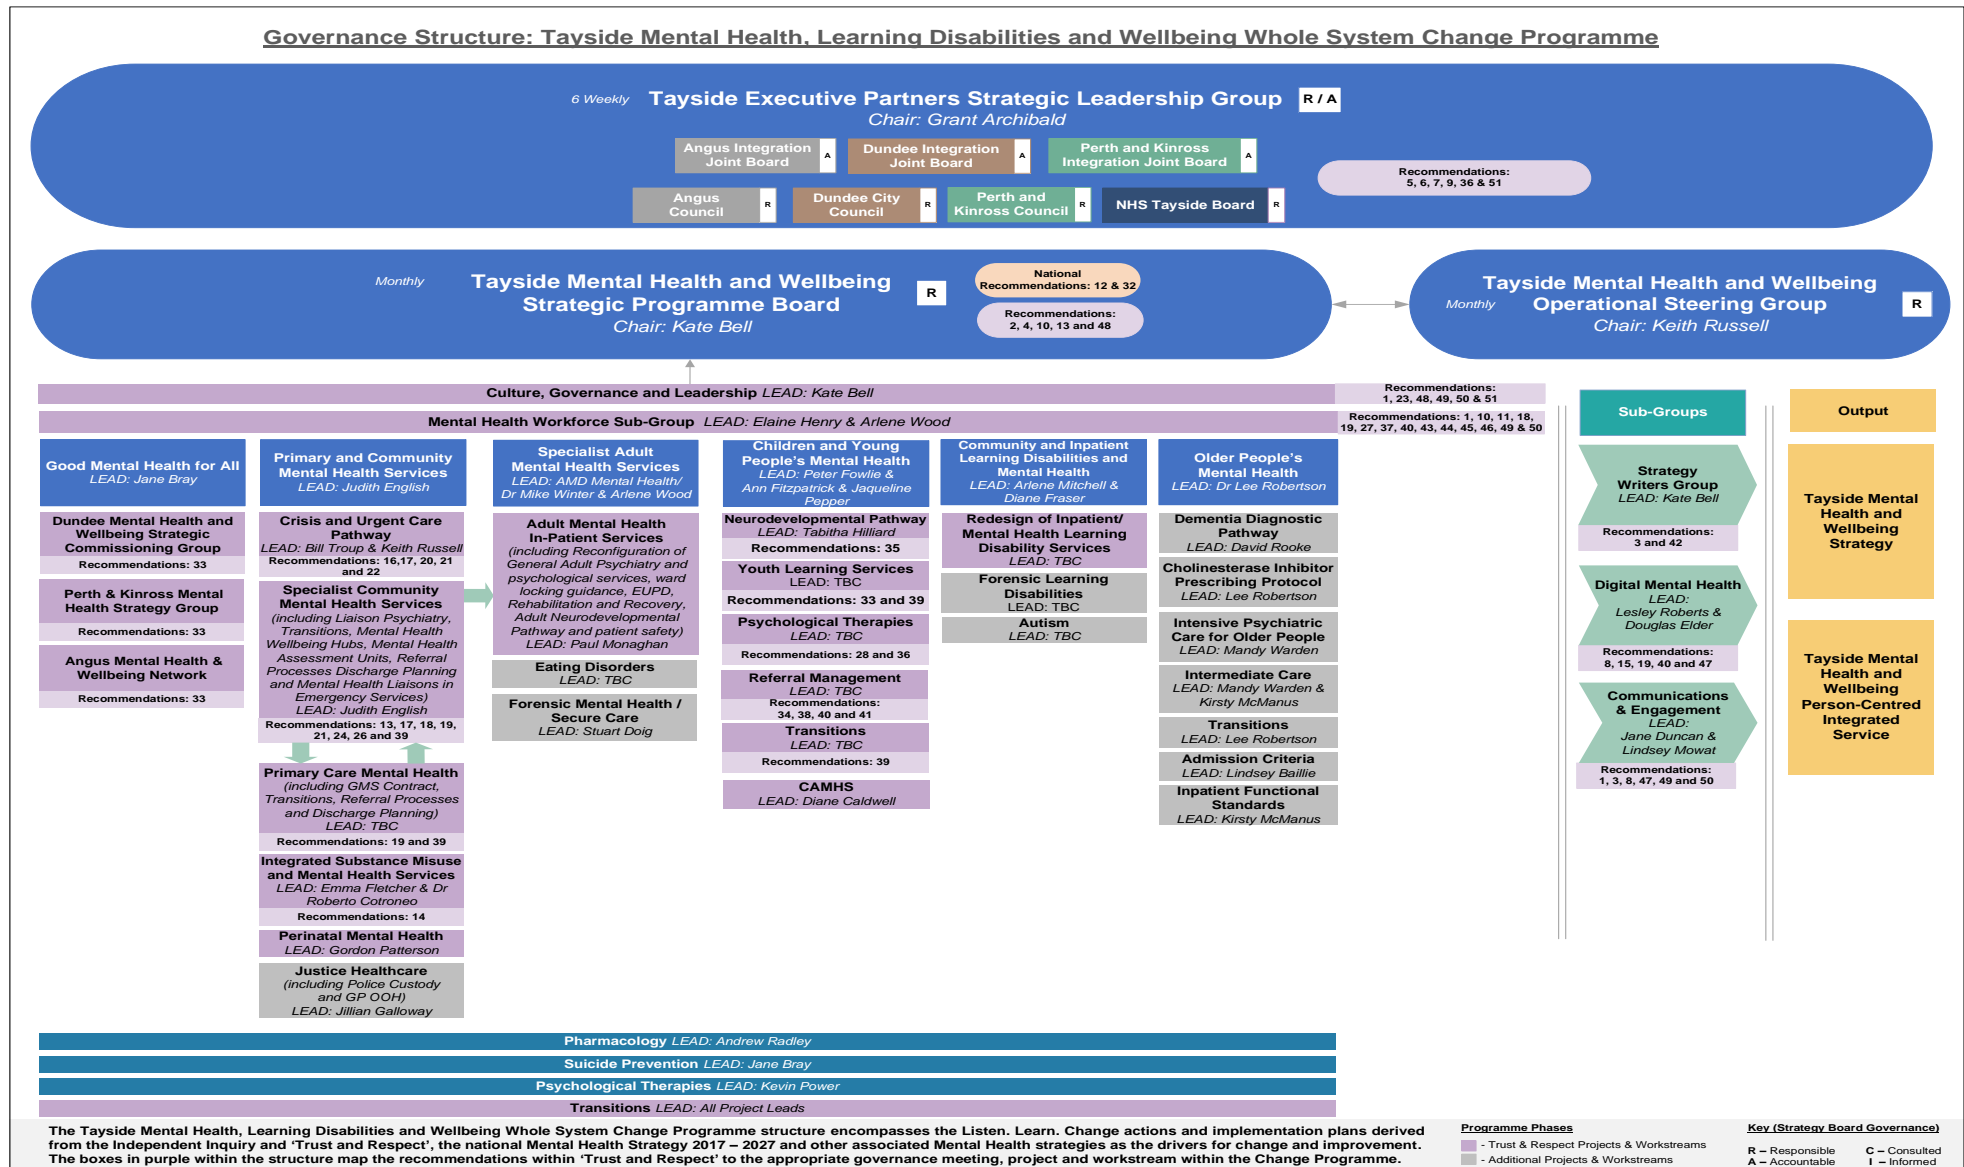 Governance Structure: Tayside Mental Health, Learning Disabilities and Wellbeing Whole System Change Programme
6 Weekly Tayside Executive Partners Strategic Leadership Group R / A
Chair: Grant Archibald
Angus Integration
Joint Board
A
Dundee Integration
Joint Board
A
Perth and Kinross
Integration Joint Board
A
Recommendations:
5, 6, 7, 9, 36 & 51
Angus
Council
R
Dundee City
Council
R
Perth and
Kinross Council
R
NHS Tayside Board
R
Monthly
Tayside Mental Health and Wellbeing
Strategic Programme Board
Chair: Kate Bell
R
National
Recommendations: 12 & 32
Recommendations:
2, 4, 10, 13 and 48
Monthly
Tayside Mental Health and Wellbeing
Operational Steering Group
Chair: Keith Russell
R
Culture, Governance and Leadership LEAD: Kate Bell
Recommendations:
1, 23, 48, 49, 50 & 51
Mental Health Workforce Sub-Group LEAD: Elaine Henry & Arlene Wood
Recommendations: 1, 10, 11, 18,
19, 27, 37, 40, 43, 44, 45, 46, 49 & 50
Good Mental Health for All
LEAD: Jane Bray
Dundee Mental Health and
Wellbeing Strategic
Commissioning Group
Recommendations: 33
Perth & Kinross Mental
Health Strategy Group
Recommendations: 33
Angus Mental Health &
Wellbeing Network
Recommendations: 33
Primary and Community
Mental Health Services
LEAD: Judith English
Crisis and Urgent Care
Pathway
LEAD: Bill Troup & Keith Russell
Recommendations: 16,17, 20, 21
and 22
Specialist Community
Mental Health Services
(including Liaison Psychiatry,
Transitions, Mental Health
Wellbeing Hubs, Mental Health
Assessment Units, Referral
Processes Discharge Planning
and Mental Health Liaisons in
Emergency Services)
LEAD: Judith English
Recommendations: 13, 17, 18, 19,
21, 24, 26 and 39
Primary Care Mental Health
(including GMS Contract,
Transitions, Referral Processes
and Discharge Planning)
LEAD: TBC
Recommendations: 19 and 39
Integrated Substance Misuse
and Mental Health Services
LEAD: Emma Fletcher & Dr
Roberto Cotroneo
Recommendations: 14
Perinatal Mental Health
LEAD: Gordon Patterson
Justice Healthcare
(including Police Custody
and GP OOH)
LEAD: Jillian Galloway
Specialist Adult
Mental Health Services
LEAD: AMD Mental Health/
Dr Mike Winter & Arlene Wood
Adult Mental Health
In-Patient Services
(including Reconfiguration of
General Adult Psychiatry and
psychological services, ward
locking guidance, EUPD,
Rehabilitation and Recovery,
Adult Neurodevelopmental
Pathway and patient safety)
LEAD: Paul Monaghan
Eating Disorders
LEAD: TBC
Forensic Mental Health /
Secure Care
LEAD: Stuart Doig
Children and Young
People's Mental Health
LEAD: Peter Fowlie &
Ann Fitzpatrick & Jaqueline
Pepper
Neurodevelopmental Pathway
LEAD: Tabitha Hilliard
Recommendations: 35
Youth Learning Services
LEAD: TBC
Recommendations: 33 and 39
Psychological Therapies
LEAD: TBC
Recommendations: 28 and 36
Referral Management
LEAD: TBC
Recommendations:
34, 38, 40 and 41
Transitions
LEAD: TBC
Recommendations: 39
CAMHS
LEAD: Diane Caldwell
Community and Inpatient
Learning Disabilities and
Mental Health
LEAD: Arlene Mitchell &
Diane Fraser
Redesign of Inpatient/
Mental Health Learning
Disability Services
LEAD: TBC
Forensic Learning
Disabilities
LEAD: TBC
Autism
LEAD: TBC
Older People's
Mental Health
LEAD: Dr Lee Robertson
Dementia Diagnostic
Pathway
LEAD: David Rooke
Cholinesterase Inhibitor
Prescribing Protocol
LEAD: Lee Robertson
Intensive Psychiatric
Care for Older People
LEAD: Mandy Warden
Intermediate Care
LEAD: Mandy Warden &
Kirsty McManus
Transitions
LEAD: Lee Robertson
Admission Criteria
LEAD: Lindsey Baillie
Inpatient Functional
Standards
LEAD: Kirsty McManus
Sub-Groups
Strategy
Writers Group
LEAD: Kate Bell
Recommendations:
3 and 42
Digital Mental Health
LEAD:
Lesley Roberts &
Douglas Elder
Recommendations:
8, 15, 19, 40 and 47
Communications
& Engagement
LEAD:
Jane Duncan &
Lindsey Mowat
Recommendations:
1, 3, 8, 47, 49 and 50
Output
Tayside Mental
Health and
Wellbeing
Strategy
Tayside Mental
Health and
Wellbeing
Person-Centred
Integrated
Service
Pharmacology LEAD: Andrew Radley
Suicide Prevention LEAD: Jane Bray
Psychological Therapies LEAD: Kevin Power
Transitions LEAD: All Project Leads
The Tayside Mental Health, Learning Disabilities and Wellbeing Whole System Change Programme structure encompasses the Listen. Learn. Change actions and implementation plans derived
from the Independent Inquiry and 'Trust and Respect', the national Mental Health Strategy 2017 – 2027 and other associated Mental Health strategies as the drivers for change and improvement.
The boxes in purple within the structure map the recommendations within 'Trust and Respect' to the appropriate governance meeting, project and workstream within the Change Programme.
Programme Phases
- Trust & Respect Projects & Workstreams
- Additional Projects & Workstreams
Key (Strategy Board Governance)
R – Responsible C – Consulted
A – Accountable I – Informed